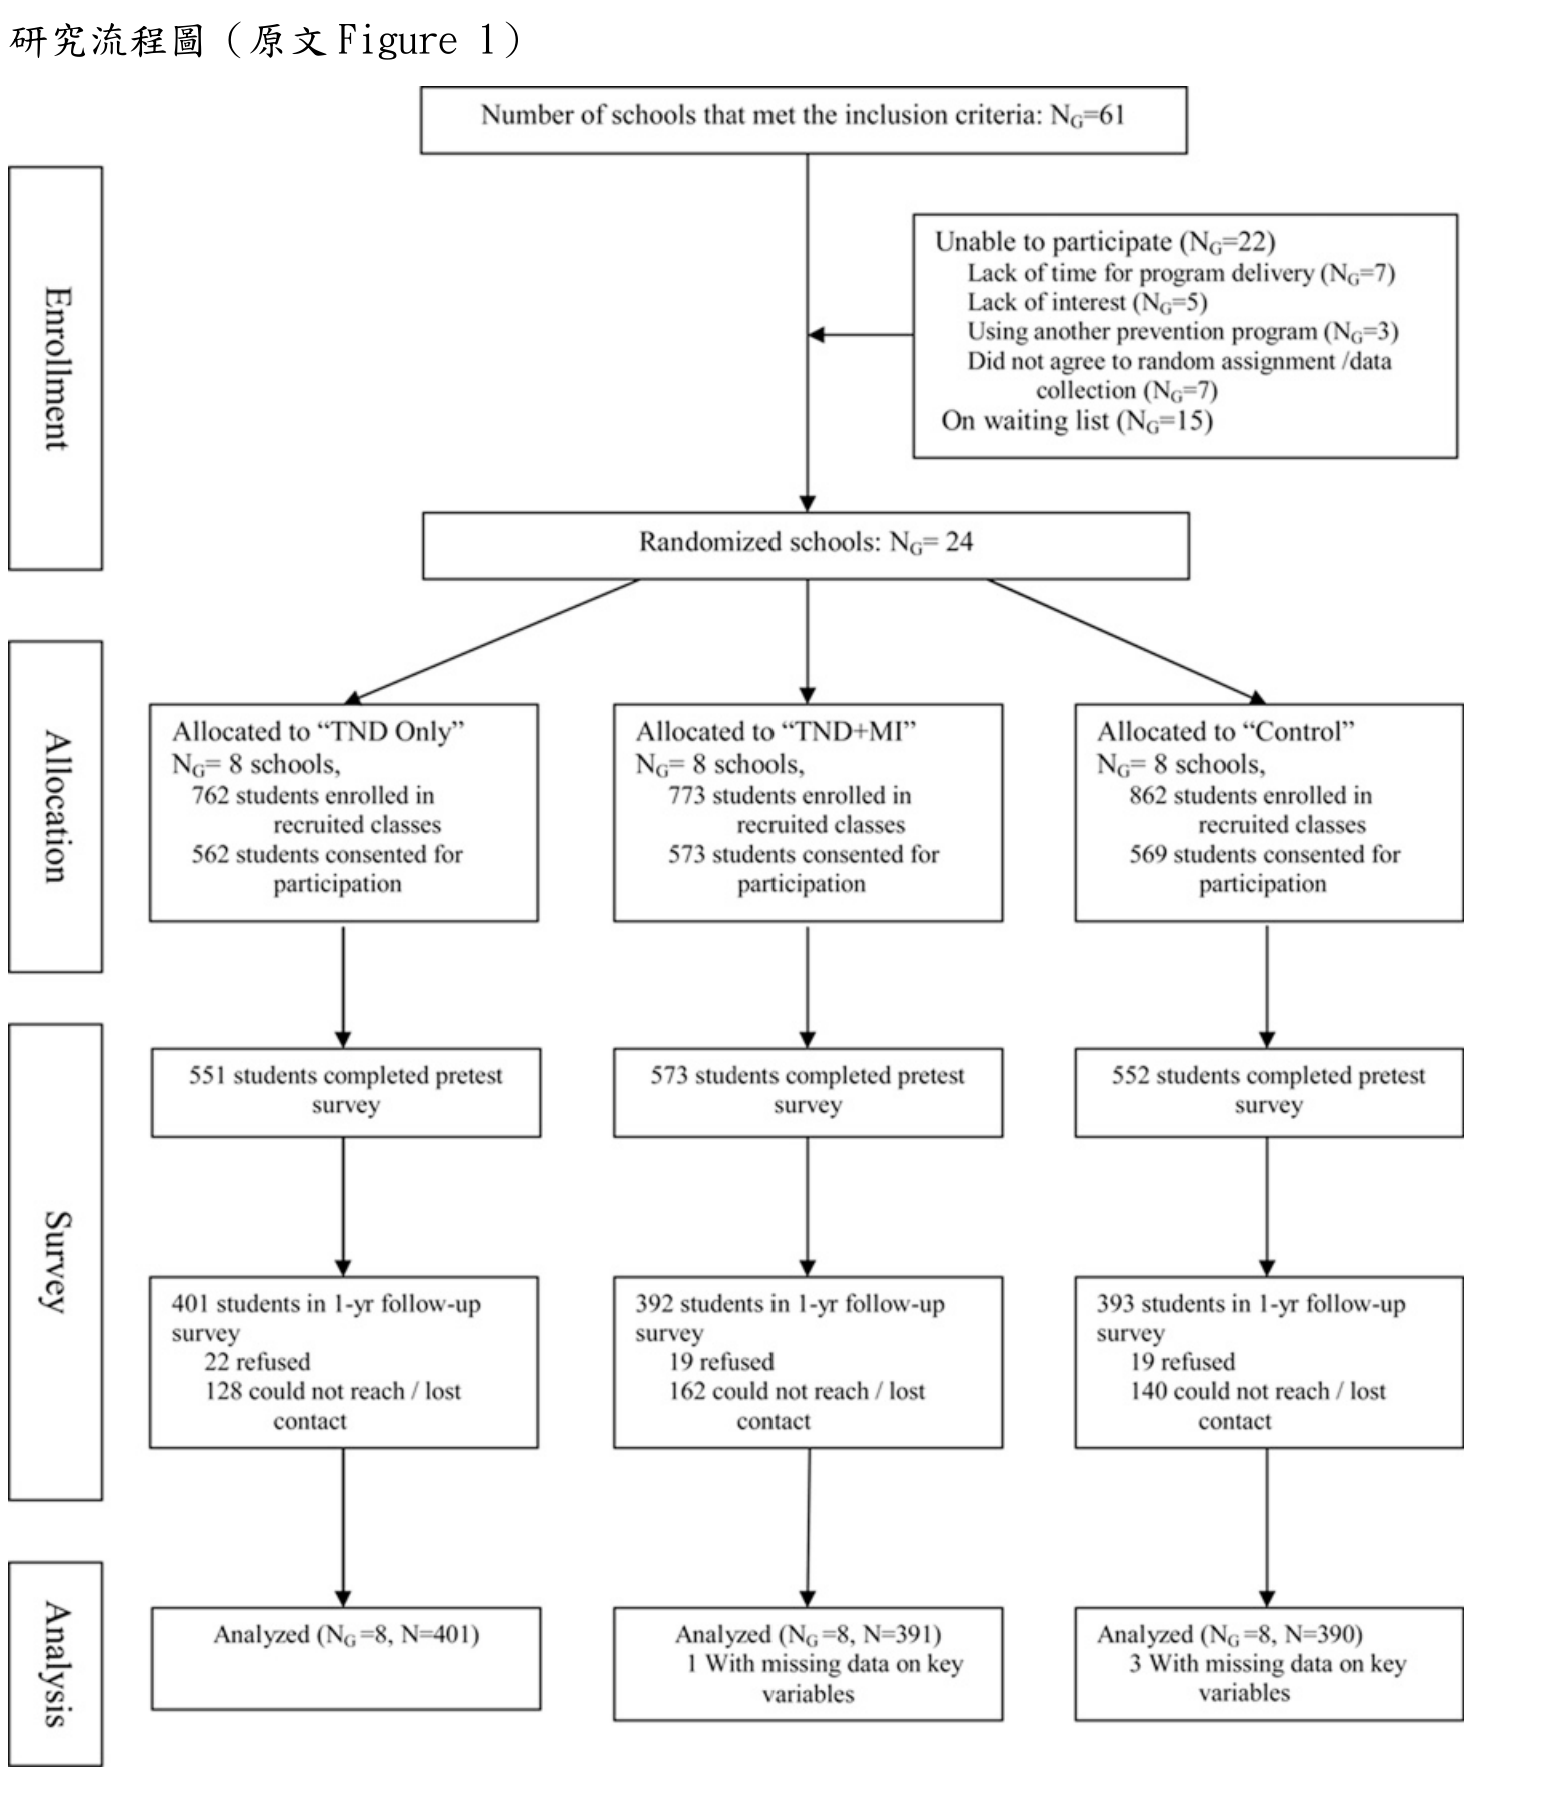 研究流程圖（原文 Figure 1）
Number of schools that met the inclusion criteria: NG=61
Enrollment
Unable to participate (NG=22)
Lack of time for program delivery (NG=7)
Lack of interest (NG=5)
Using another prevention program (NG=3)
Did not agree to random assignment /data
collection (NG=7)
On waiting list (NG=15)
Randomized schools: NG= 24
Allocation
Allocated to “TND Only”
NG= 8 schools,
762 students enrolled in
recruited classes
562 students consented for
participation
Allocated to “TND+MI”
NG= 8 schools,
773 students enrolled in
recruited classes
573 students consented for
participation
Allocated to “Control”
NG= 8 schools,
862 students enrolled in
recruited classes
569 students consented for
participation
Survey
551 students completed pretest
survey
573 students completed pretest
survey
552 students completed pretest
survey
401 students in 1-yr follow-up
survey
22 refused
128 could not reach / lost
contact
392 students in 1-yr follow-up
survey
19 refused
162 could not reach / lost
contact
393 students in 1-yr follow-up
survey
19 refused
140 could not reach / lost
contact
Analysis
Analyzed (NG=8, N=401)
Analyzed (NG=8, N=391)
1 With missing data on key
variables
Analyzed (NG=8, N=390)
3 With missing data on key
variables